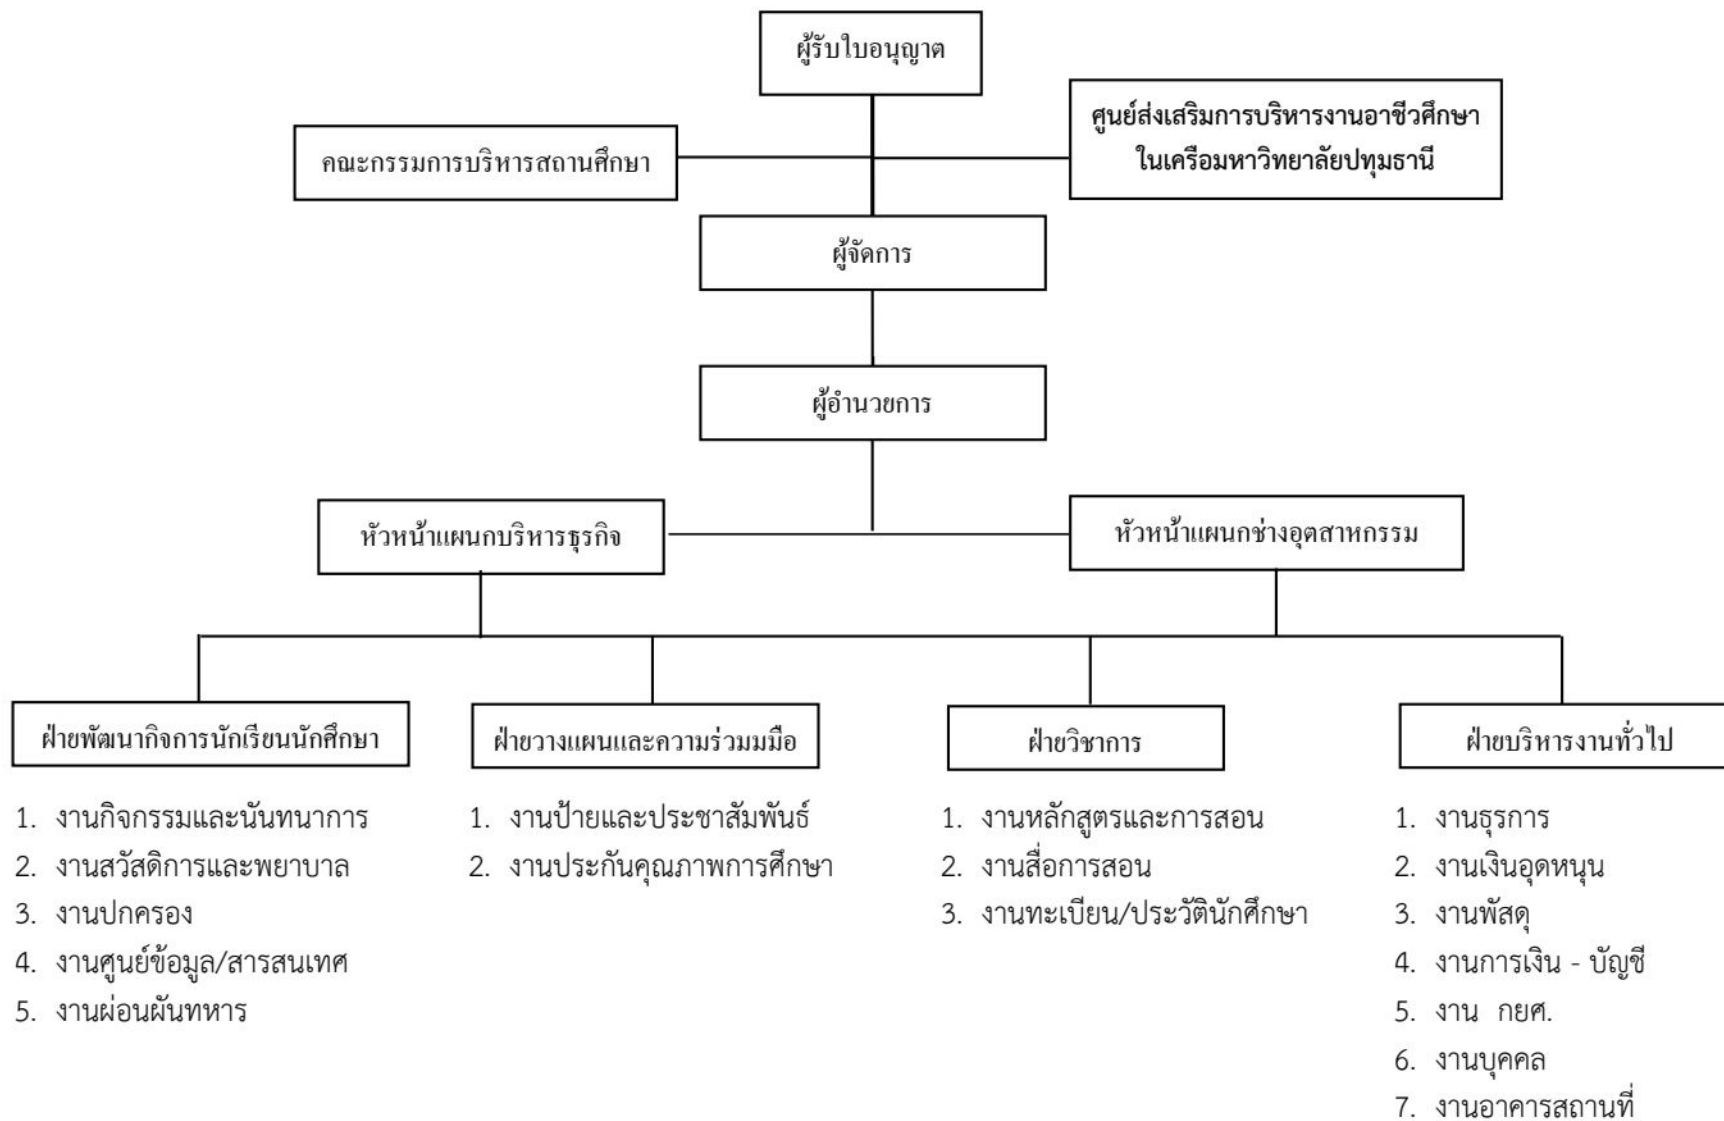 ผู้รับใบอนุญาต
ศูนย์ส่งเสริมการบริหารงานอาชีวศึกษา
ในเครือมหาวิทยาลัยปทุมธานี
คณะกรรมการบริหารสถานศึกษา
ผู้จัดการ
ผู้อำนวยการ
หัวหน้าแผนกบริหารธุรกิจ
หัวหน้าแผนกช่างอุตสาหกรรม
ฝ่ายพัฒนากิจการนักเรียนนักศึกษา
1. งานกิจกรรมและนันทนาการ
2. งานสวัสดิการและพยาบาล
3. งานปกครอง
4. งานศูนย์ข้อมูล/สารสนเทศ
5. งานผ่อนผันทหาร
ฝ่ายวางแผนและความร่วมมมือ
1. งานป้ายและประชาสัมพันธ์
2. งานประกันคุณภาพการศึกษา
ฝ่ายวิชาการ
1. งานหลักสูตรและการสอน
2. งานสื่อการสอน
3. งานทะเบียน/ประวัตินักศึกษา
ฝ่ายบริหารงานทั่วไป
1. งานธุรการ
2. งานเงินอุดหนุน
3. งานพัสดุ
4. งานการเงิน - บัญชี
5. งาน กยศ.
6. งานบุคคล
7. งานอาคารสถานที่